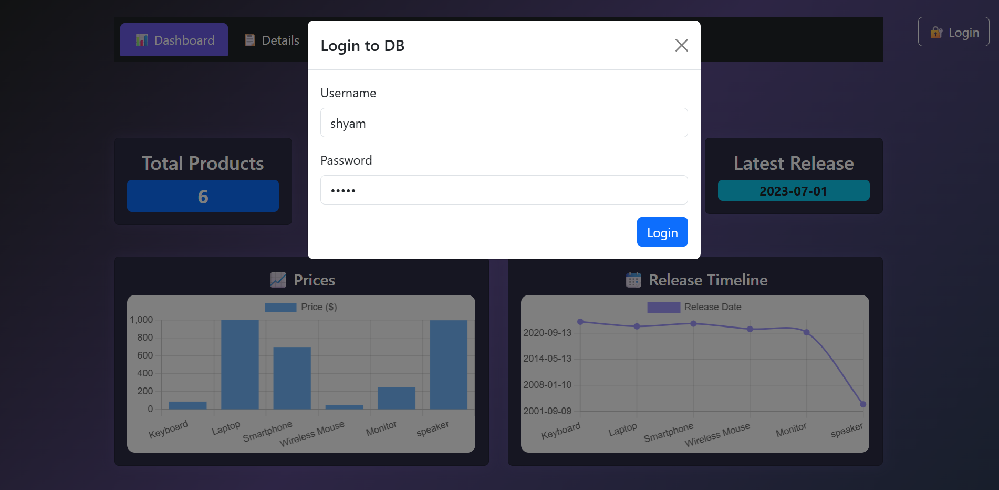 Dashboard
Details
Login
Login to DB
Username
shyam
Password
•••••
Login
Total Products
6
Latest Release
2023-07-01
Prices
Price ($)
1,000
800
600
400
200
0
Keyboard
Laptop
Smartphone
Wireless Mouse
Monitor
speaker
Release Timeline
Release Date
2020-09-13
2014-05-13
2008-01-10
2001-09-09
Keyboard
Laptop
Smartphone
Wireless Mouse
Monitor
speaker